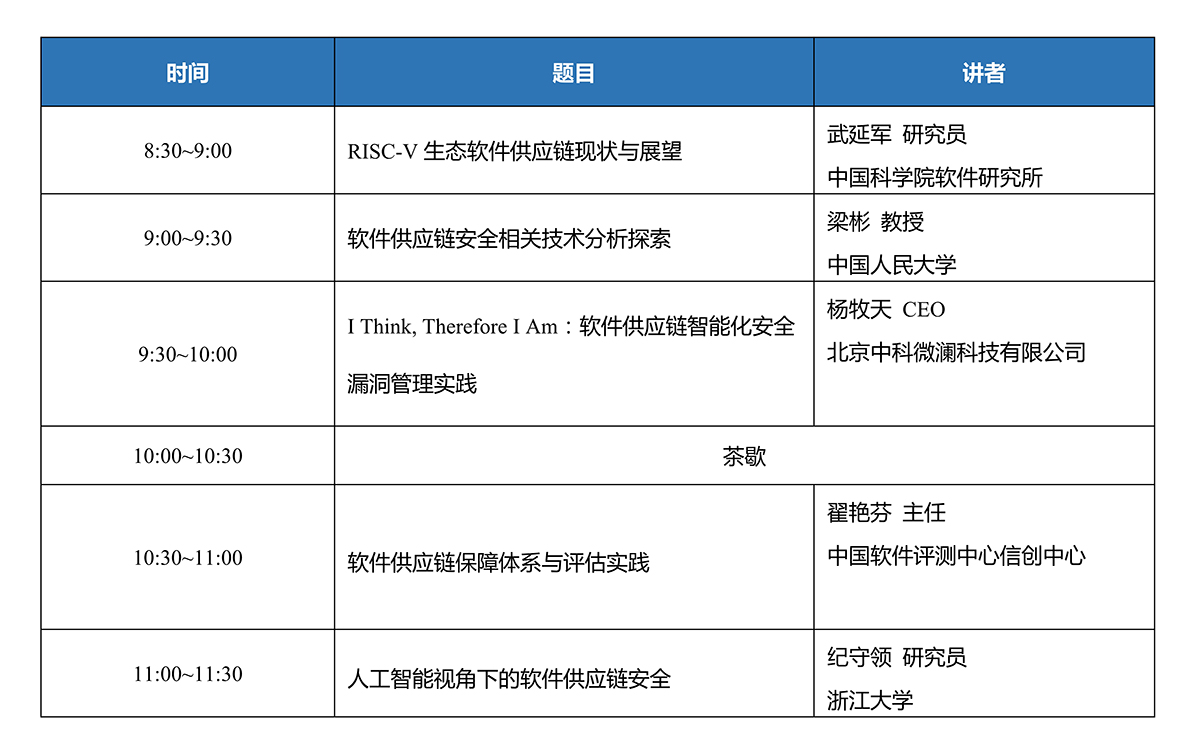 时间 题目 讲者
8:30~9:00
RISC-V 生态软件供应链现状与展望
武延军 研究员
中国科学院软件研究所
9:00~9:30
软件供应链安全相关技术分析探索
梁彬 教授
中国人民大学
9:30~10:00
I Think, Therefore I Am：软件供应链智能化安全
漏洞管理实践
杨牧天 CEO
北京中科微澜科技有限公司
10:00~10:30
茶歇
10:30~11:00
软件供应链保障体系与评估实践
翟艳芬 主任
中国软件评测中心信创中心
11:00~11:30
人工智能视角下的软件供应链安全
纪守领 研究员
浙江大学